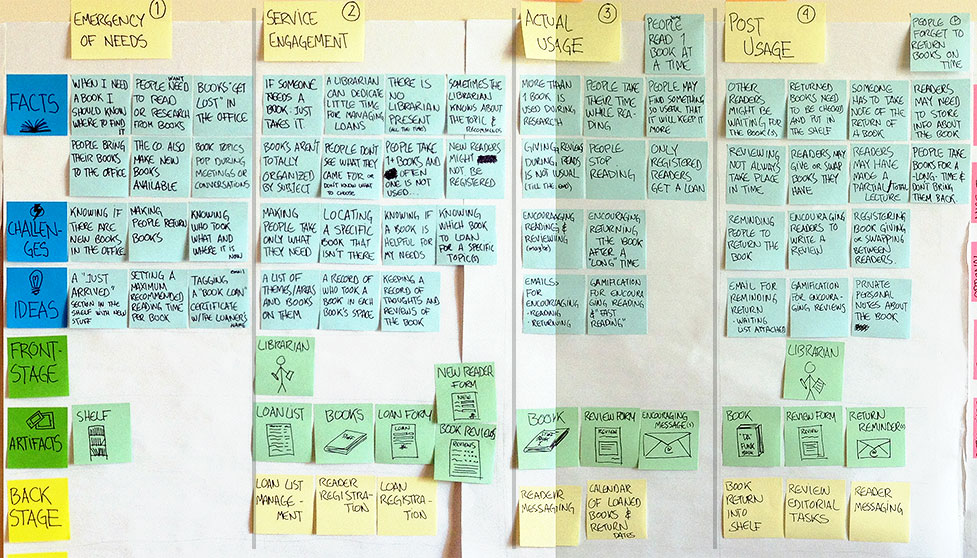 EMERGENCY ①
OF NEEDS
SERVICE ②
ENGAGEMENT
ACTUAL ③
USAGE
PEOPLE
READ 1
BOOK AT
A TIME
POST ④
USAGE
PEOPLE
FORGET TO
RETURN
BOOKS ON
TIME
FACTS
WHEN I NEED
A BOOK I
SHOULD KNOW
WHERE TO FIND
IT
PEOPLE WANT
NEED
TO READ
OR RESEARCH
FROM BOOKS
BOOKS "GET
LOST" IN
THE OFFICE
IF SOMEONE
NEEDS A
BOOK JUST
TAKES IT.
A LIBRARIAN
CAN DEDICATE
LITTLE TIME
FOR MANAGING
LOANS
THERE IS
NO
LIBRARIAN
PRESENT
(ALL THE TIME)
SOMETIMES THE
LIBRARIAN
KNOWS ABOUT
THE TOPIC &
RECOMMENDS
MORE THAN
1 BOOK IS
USED DURING
RESEARCH
PEOPLE TAKE
THEIR TIME
WHILE REA-
DING
PEOPLE MAY
FIND SOMETHING
SO USEFUL THAT
IT WILL KEEP IT
MORE
OTHER
READERS
MIGHT BE
WAITING FOR
THE BOOK(S)
RETURNED
BOOKS NEED
TO BE CHECKED
AND PUT IN
THE SHELF
SOMEONE
HAS TO TAKE
NOTE OF THE
RETURN OF
A BOOK
READERS
MAY NEED
TO STORE
INFO ABOUT
THE BOOK
PEOPLE BRING
THEIR BOOKS
TO THE OFFICE
THE CO. ALSO
MAKE NEW
BOOKS
AVAILABLE
BOOK TOPICS
POP DURING
MEETINGS OR
CONVERSATIONS
BOOKS AREN'T
TOTALLY
ORGANIZED
BY SUBJECT
PEOPLE DON'T
SEE WHAT THEY
CAME FOR OR
DON'T KNOW WHAT
TO CHOOSE
PEOPLE TAKE
1+ BOOKS AND
OFTEN
ONE IS NOT
USED...
NEW READERS
MIGHT
NOT BE
REGISTERED
GIVING REVIEWS
DURING READS
IS NOT USUAL
(TILL THE END)
PEOPLE
STOP
READING
ONLY
REGISTERED
READERS
GET A LOAN
REVIEWING
NOT ALWAYS
TAKE PLACE
IN TIME.
READERS MAY
GIVE OR SWAP
BOOKS THEY
HAVE
READERS
MAY HAVE
MADE A
PARTIAL/TOTAL
LECTURE
PEOPLE TAKE
BOOKS FOR A
LONG-TIME &
DON'T BRING
THEM BACK
CHALLEN-
GES
KNOWING IF
THERE ARE
NEW BOOKS
IN THE OFFICE
MAKING
PEOPLE RETURN
BOOKS
KNOWING
WHO TOOK
WHAT AND
WHERE IT IS
NOW
MAKING
PEOPLE TAKE
ONLY WHAT
THEY NEED
LOCATING
A SPECIFIC
BOOK THAT
ISN'T THERE
KNOWING IF
A BOOK IS
HELPFUL FOR
MY NEEDS
KNOWING
WHICH BOOK
TO LOAN
FOR A SPECIFIC
TOPIC(S)
ENCOURAGING
READING &
REVIEWING
ENCOURAGING
RETURNING
THE BOOK
AFTER A
"LONG" TIME
REMINDING
PEOPLE TO
RETURN THE
BOOK
ENCOURAGING
READERS TO
WRITE A
REVIEW
REGISTERING
BOOK GIVING
OR SWAPPING
BETWEEN
READERS.
IDEAS
A "JUST
ARRIVED"
SECTION IN THE
SHELF WITH NEW
STUFF
SETTING A
MAXIMUM
RECOMMENDED
READING TIME
PER BOOK
TAGGING
A "BOOK LOAN"
CERTIFICATE
W/ THE LOANER'S
NAME
A LIST OF
THEMES/AREAS
AND BOOKS
ON THEM
A RECORD OF
WHO TOOK A
BOOK IN EACH
BOOK'S SPACE
KEEPING A
RECORD OF
THOUGHTS AND
REVIEWS OF
THE BOOK
EMAILS
FOR
ENCOURAGING
- READING
- RETURNING
GAMIFICATION
FOR ENCOURA-
GING READING
& "FAST
READING"
EMAIL FOR
REMINDING
RETURN
- WAITING
LIST ATTACHED
GAMIFICATION
FOR ENCOURA-
GING REVIEWS
PRIVATE
PERSONAL
NOTES ABOUT
THE BOOK
FRONT-
STAGE
LIBRARIAN
NEW READER
FORM
NEW
LIBRARIAN
ARTIFACTS
SHELF
LOAN LIST
BOOKS
LOAN FORM
LOAN
BOOK REVIEWS
REVIEWS
BOOK
REVIEW FORM
REVIEW
ENCOURAGING
MESSAGE(S)
BOOK
"DA"
FUNK
BOOK
REVIEW FORM
REVIEW
RETURN
REMINDER(S)
BACK
STAGE
LOAN LIST
MANAGE-
MENT
READER
REGISTRA-
TION
LOAN
REGISTRA-
TION
READER
MESSAGING
CALENDAR
OF LOANED
BOOKS &
RETURN
DATES
BOOK
RETURN
INTO
SHELF
REVIEW
EDITORIAL
TASKS
READER
MESSAGING